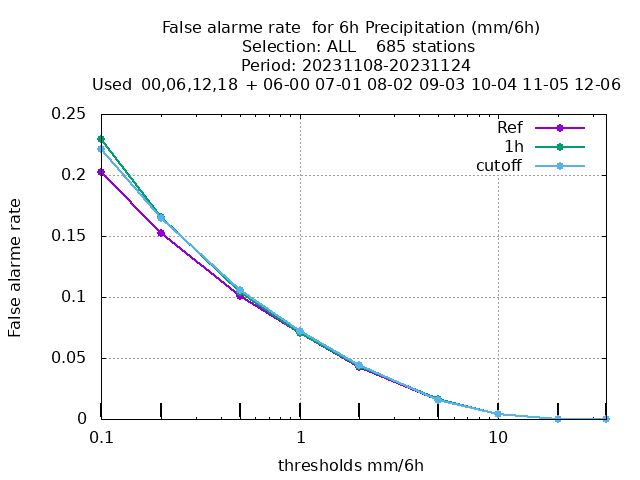 False alarme rate  for 6h Precipitation (mm/6h)
Selection: ALL    685 stations
Period: 20231108-20231124
Used  00,06,12,18  + 06-00 07-01 08-02 09-03 10-04 11-05 12-06
0.25
Ref
1h
cutoff
0.2
0.15
0.1
0.05
0
False alarme rate
0.1
1
10
thresholds mm/6h